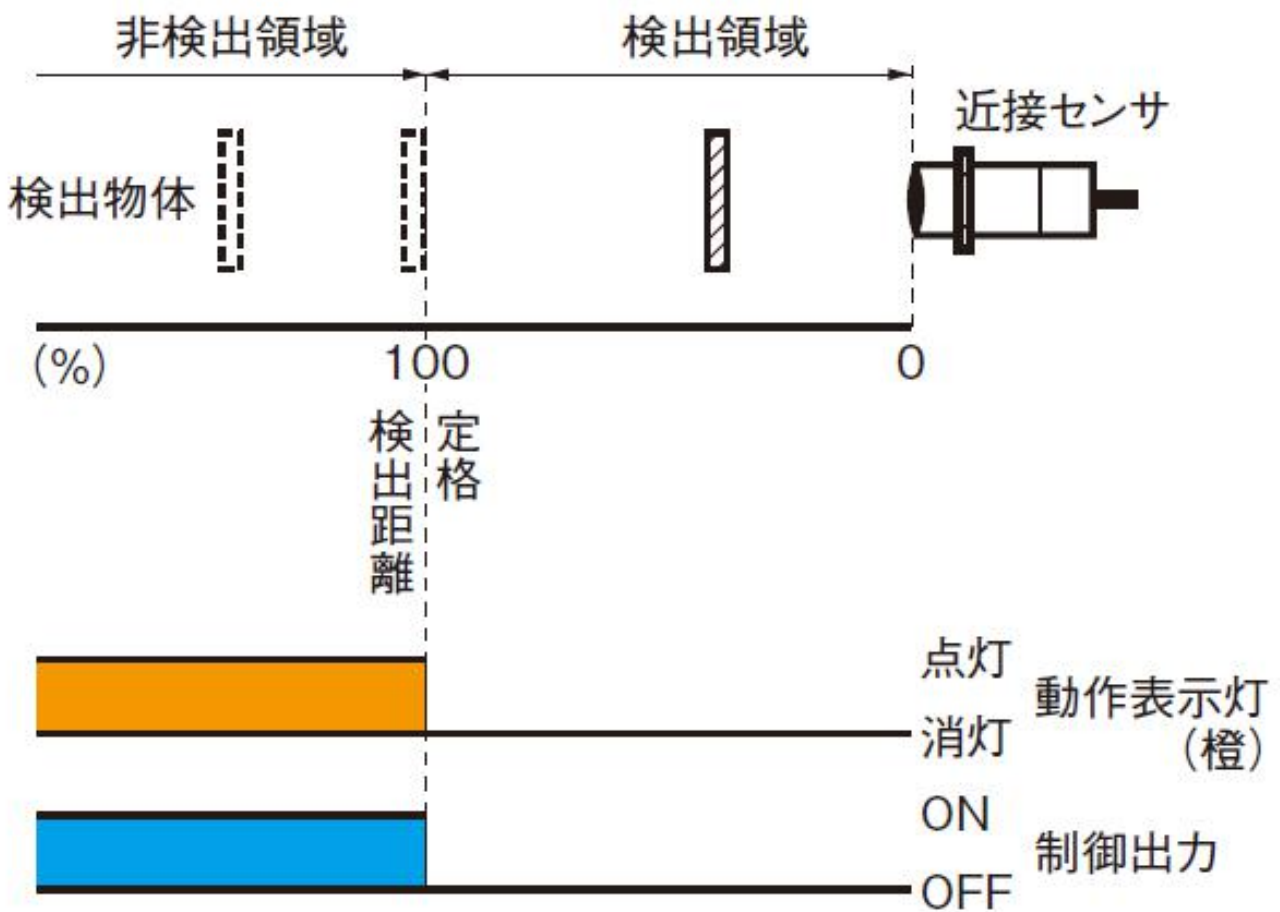 非検出領域
検出領域
近接センサ
検出物体
(%)
100
0
定格
検出距離
点灯
消灯
動作表示灯
(橙)
ON
OFF
制御出力